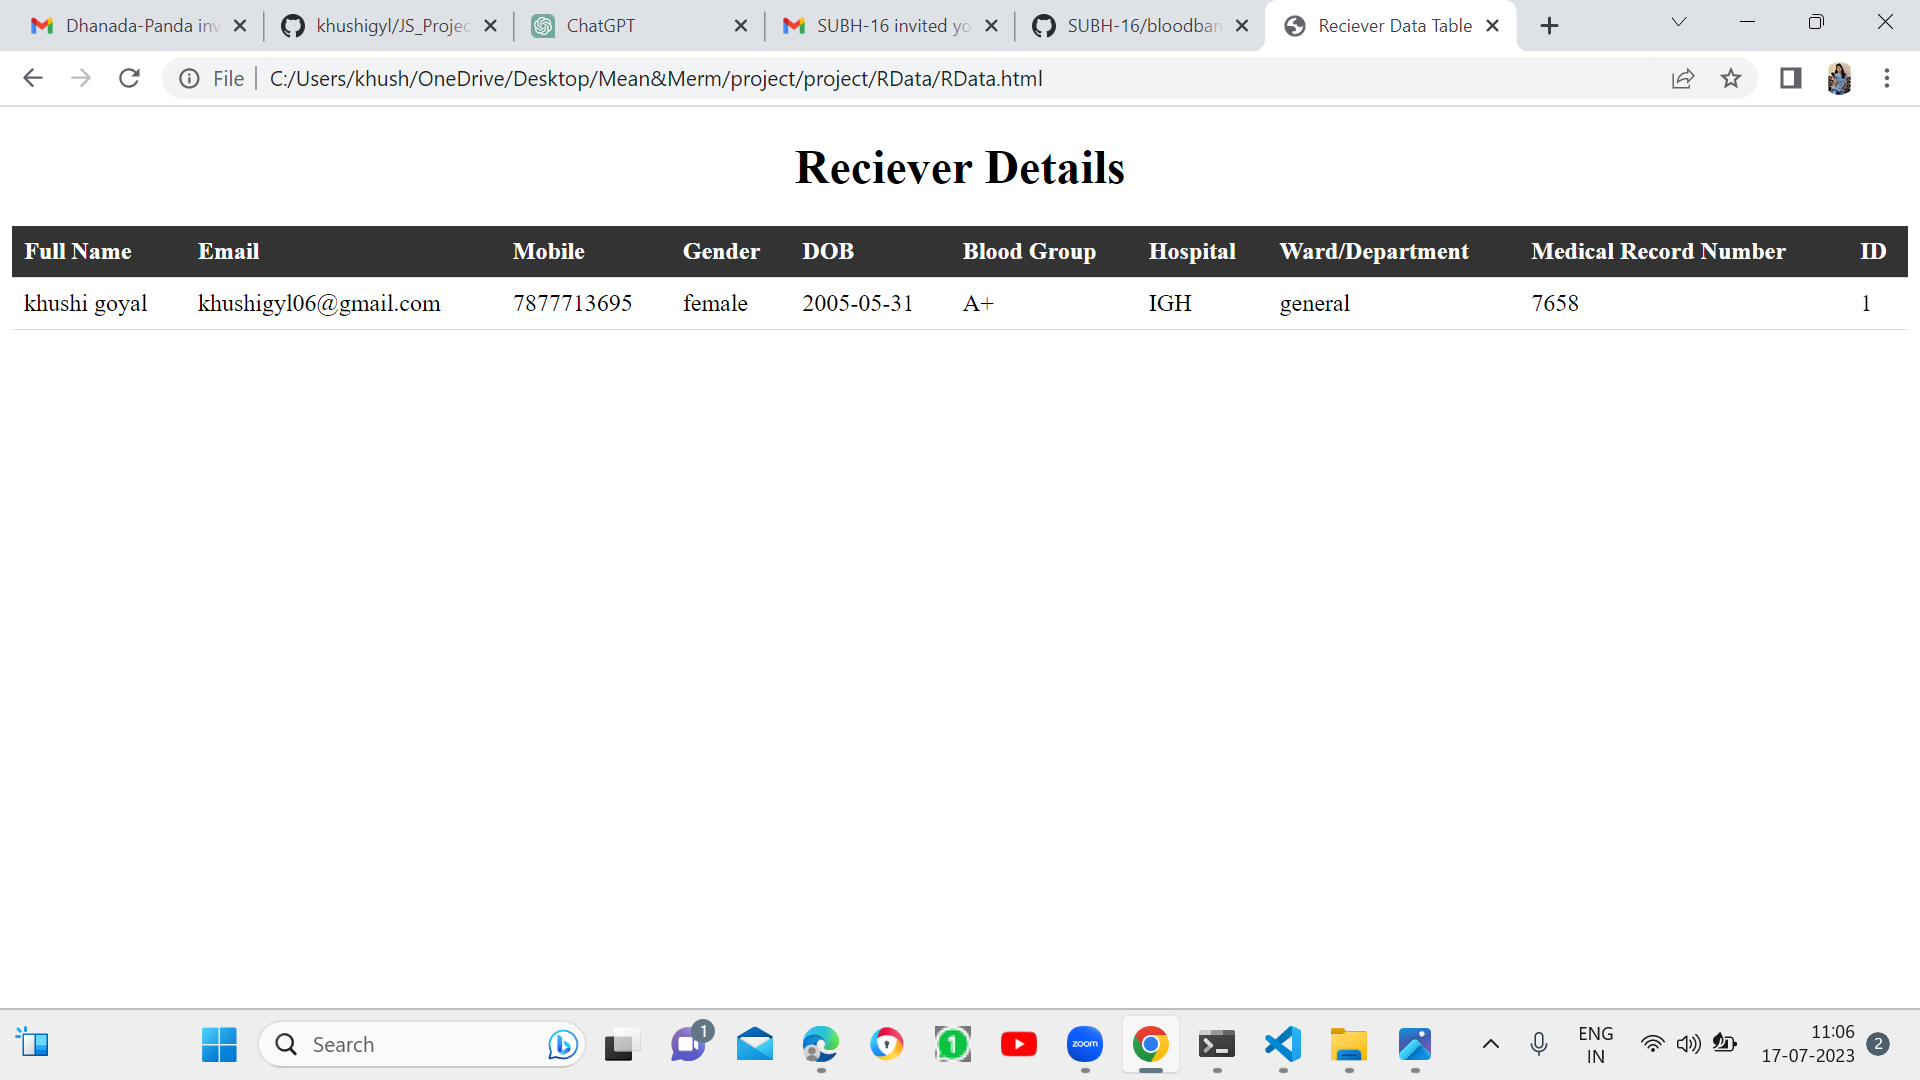 Dhanada-Panda inv
khushigyl/JS_Projec
ChatGPT
SUBH-16 invited yo
SUBH-16/bloodban
Reciever Data Table
File
C:/Users/khush/OneDrive/Desktop/Mean&Merm/project/project/RData/RData.html
Reciever Details
Full Name Email Mobile Gender DOB Blood Group Hospital Ward/Department Medical Record Number ID
khushi goyal khushigyl06@gmail.com 7877713695 female 2005-05-31 A+ IGH general 7658 1
Search
1
1
zoom
ENG
IN
11:06
17-07-2023
2